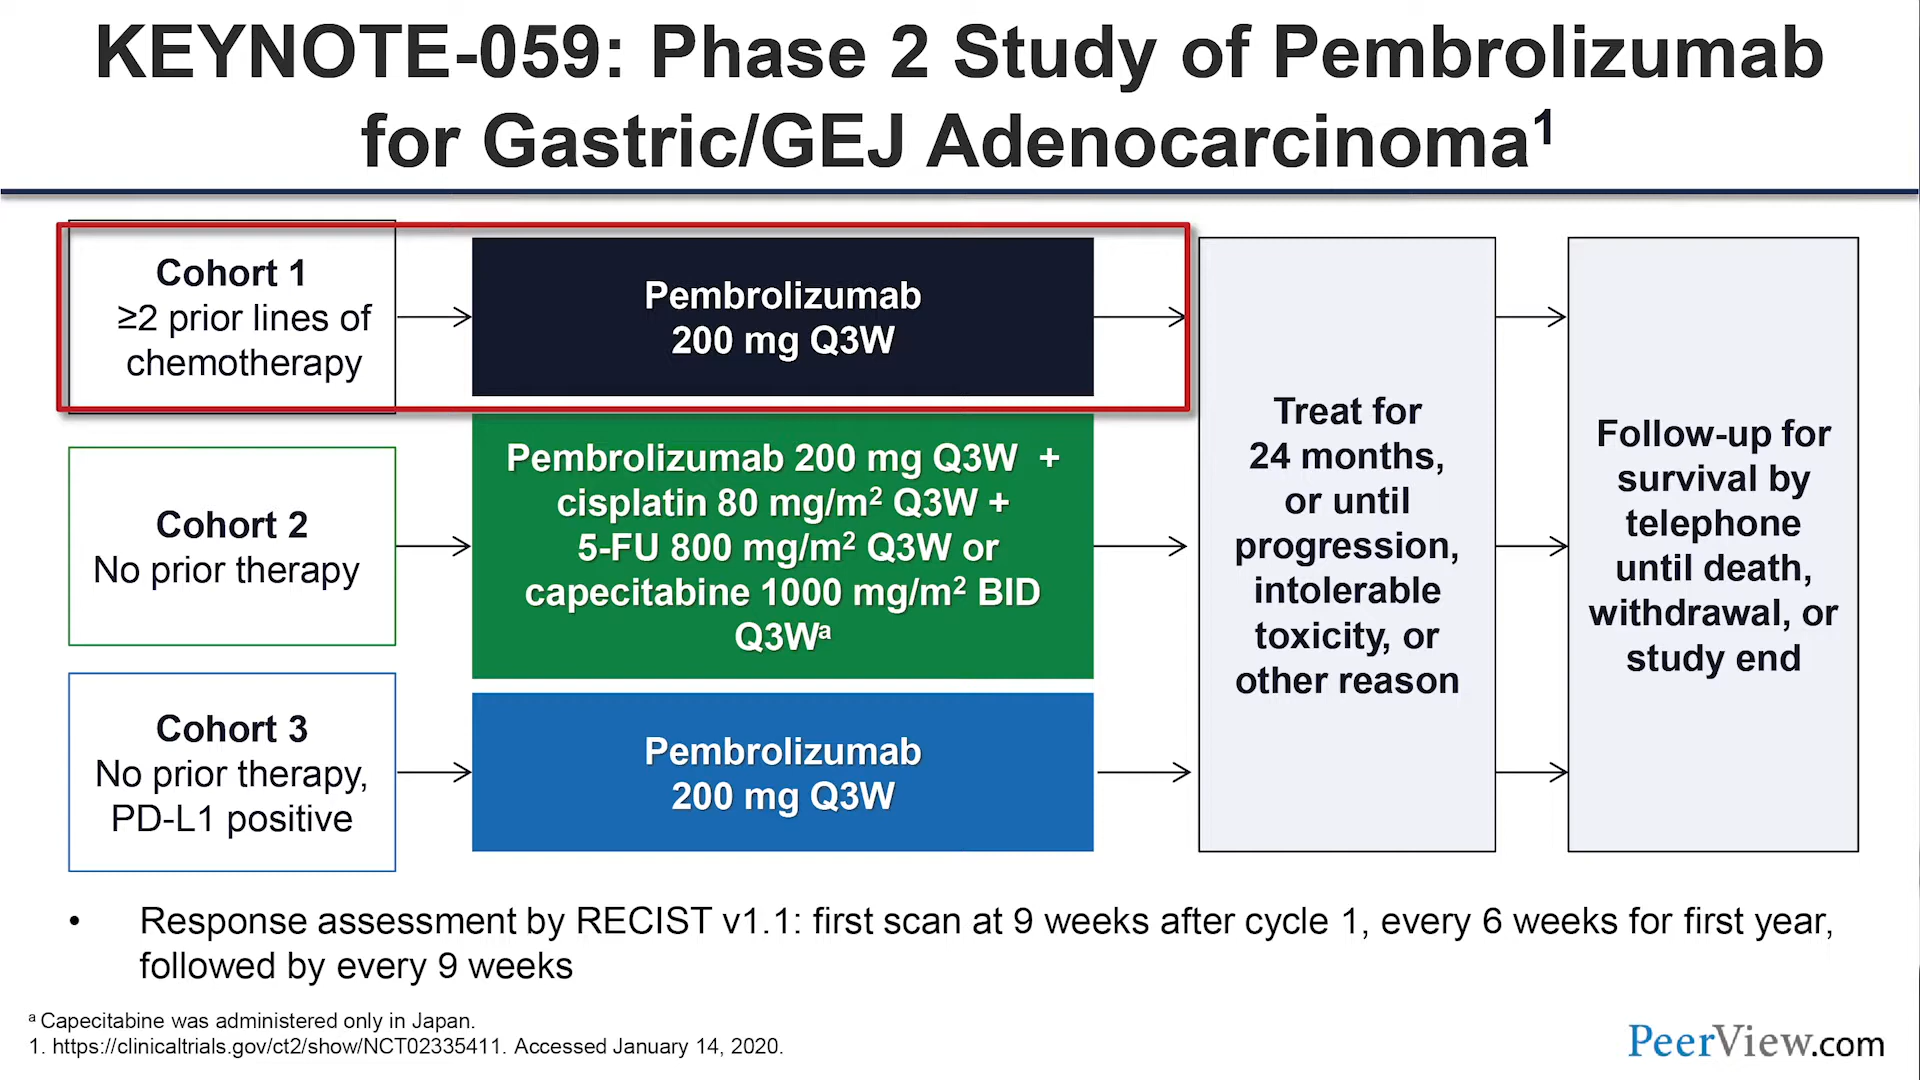 KEYNOTE-059: Phase 2 Study of Pembrolizumab
for Gastric/GEJ Adenocarcinoma¹
Cohort 1
≥2 prior lines of
chemotherapy
Pembrolizumab
200 mg Q3W
Cohort 2
No prior therapy
Pembrolizumab 200 mg Q3W +
cisplatin 80 mg/m² Q3W +
5-FU 800 mg/m² Q3W or
capecitabine 1000 mg/m² BID
Q3Wᵃ
Cohort 3
No prior therapy,
PD-L1 positive
Pembrolizumab
200 mg Q3W
Treat for
24 months,
or until
progression,
intolerable
toxicity, or
other reason
Follow-up for
survival by
telephone
until death,
withdrawal, or
study end
• Response assessment by RECIST v1.1: first scan at 9 weeks after cycle 1, every 6 weeks for first year,
followed by every 9 weeks
ᵃ Capecitabine was administered only in Japan.
1. https://clinicaltrials.gov/ct2/show/NCT02335411. Accessed January 14, 2020.
PeerView.com